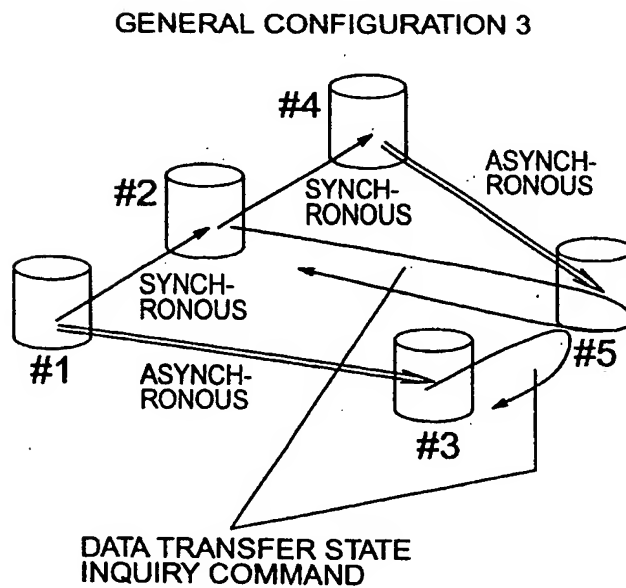 GENERAL CONFIGURATION 3
#4
ASYNCH-
RONOUS
#2
SYNCH-
RONOUS
SYNCH-
RONOUS
#1
#5
ASYNCH-
RONOUS
#3
DATA TRANSFER STATE
INQUIRY COMMAND